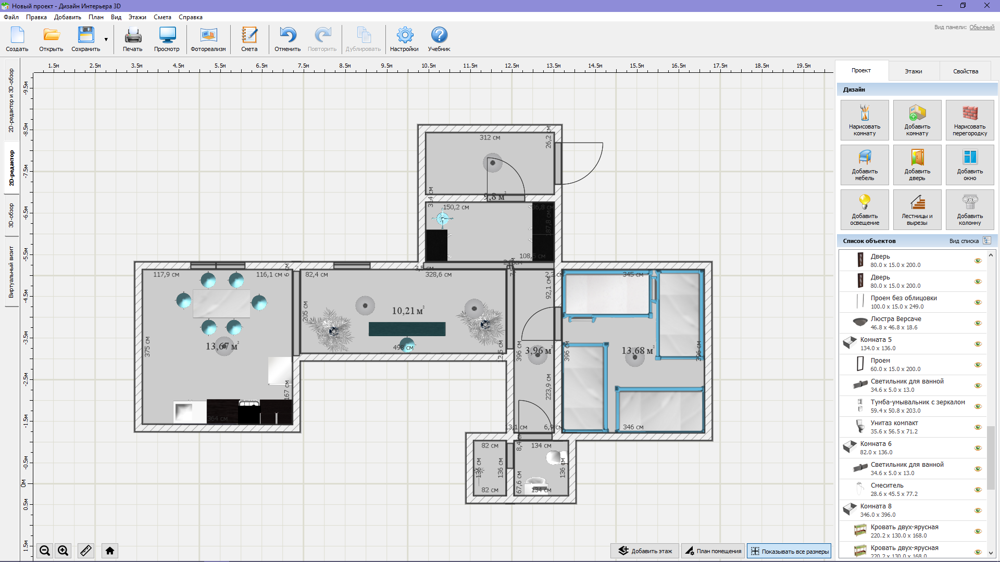 Новый проект - Дизайн Интерьера 3D
Файл Правка Добавить План Вид Этажи Смета Справка
Вид панели: Обычный
Создать Открыть Сохранить Печать Просмотр Фотореализм Смета Отменить Повторить Дублировать Настройки Учебник
1.5м 2.5м 3.5м 4.5м 5.5м 6.5м 7.5м 8.5м 9.5м 10.5м 11.5м 12.5м 13.5м 14.5м 15.5м 16.5м 17.5м 18.5м 19.5м
2D-редактор и 3D-обзор
2D-редактор
3D-обзор
Виртуальный визит
-9.5м
-8.5м
-7.5м
-6.5м
-5.5м
-4.5м
-3.5м
-2.5м
-1.5м
-0.5м
0м
0.5м
1.5м
312 см
26,2 см
314 см
9,8 м²
150,2 см
86,8 см
187,8 см
108,5 см
117,9 см
116,1 см
6 см
82,4 см
328,6 см
2,2 см
345 см
92,1 см
205 см
10,21 м²
375 см
13,67 м²
498 см
12,5 см
396 см
3,96 м²
396 см
13,68 м²
396 см
167 см
223,9 см
364 см
13,1 см
6,9 см
346 см
8,4 см
82 см
134 см
136 см
136 см
136 см
67,6 см
82 см
134 см
Добавить этаж
План помещения
Показывать все размеры
Проект Этажи Свойства
Дизайн
Нарисовать комнату
Добавить комнату
Нарисовать перегородку
Добавить мебель
Добавить дверь
Добавить окно
Добавить освещение
Лестницы и вырезы
Добавить колонну
Список объектов Вид списка
Дверь
80.0 x 15.0 x 200.0
Дверь
80.0 x 15.0 x 200.0
Проем без облицовки
100.0 x 15.0 x 249.0
Люстра Версаче
46.8 x 46.8 x 18.6
Комната 5
134.0 x 136.0
Проем
60.0 x 15.0 x 200.0
Светильник для ванной
34.6 x 5.0 x 13.0
Тумба-умывальник с зеркалом
59.4 x 50.8 x 203.0
Унитаз компакт
35.6 x 56.5 x 71.2
Комната 6
82.0 x 136.0
Светильник для ванной
34.6 x 5.0 x 13.0
Смеситель
28.6 x 45.5 x 77.2
Комната 8
346.0 x 396.0
Кровать двух-ярусная
220.2 x 130.0 x 168.0
Кровать двух-ярусная
220.2 x 130.0 x 168.0